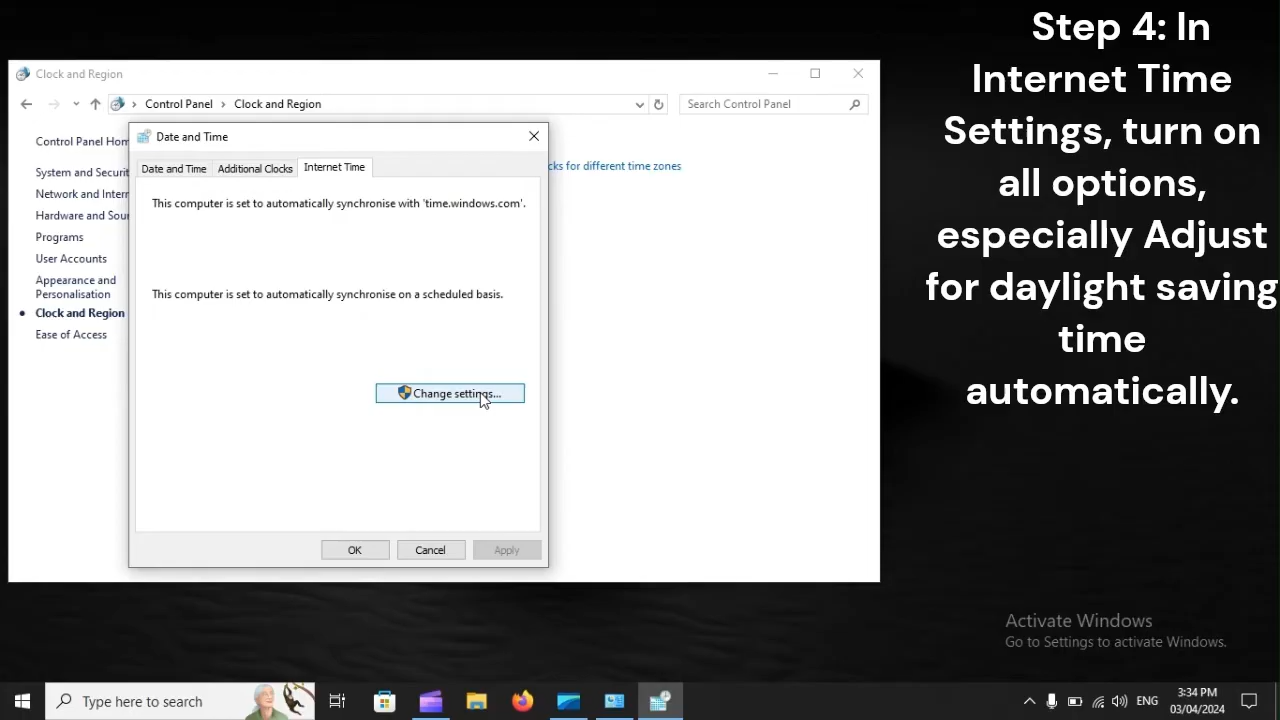 Step 4: In
Internet Time
Settings, turn on
all options,
especially Adjust
for daylight saving
time
automatically.
Clock and Region
Control Panel
Clock and Region
Search Control Panel
Control Panel Hom
System and Securit
Network and Intern
Hardware and Soun
Programs
User Accounts
Appearance and
Personalisation
Clock and Region
Ease of Access
cks for different time zones
Date and Time
Date and Time
Additional Clocks
Internet Time
This computer is set to automatically synchronise with 'time.windows.com'.
This computer is set to automatically synchronise on a scheduled basis.
Change settings...
OK
Cancel
Apply
Activate Windows
Go to Settings to activate Windows.
Type here to search
ENG
3:34 PM
03/04/2024